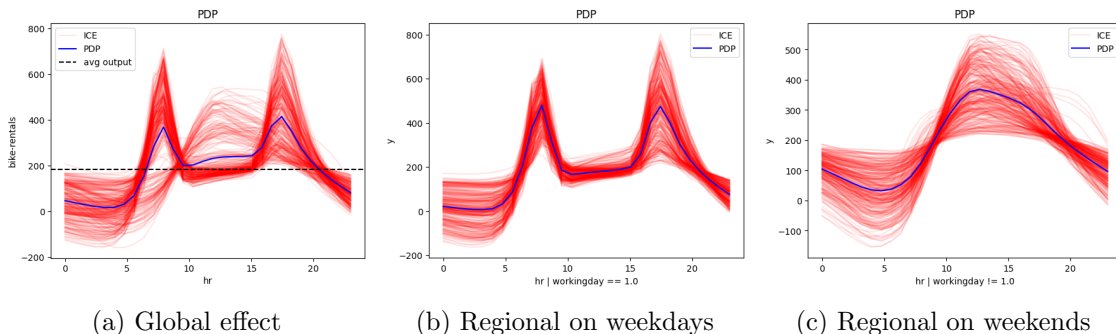 PDP
ICE
PDP
avg output
800
600
400
200
0
−200
bike-rentals
0 5 10 15 20
hr
(a) Global effect
PDP
ICE
PDP
800
600
400
200
0
−200
y
0 5 10 15 20
hr | workingday == 1.0
(b) Regional on weekdays
PDP
ICE
PDP
500
400
300
200
100
0
−100
y
0 5 10 15 20
hr | workingday != 1.0
(c) Regional on weekends